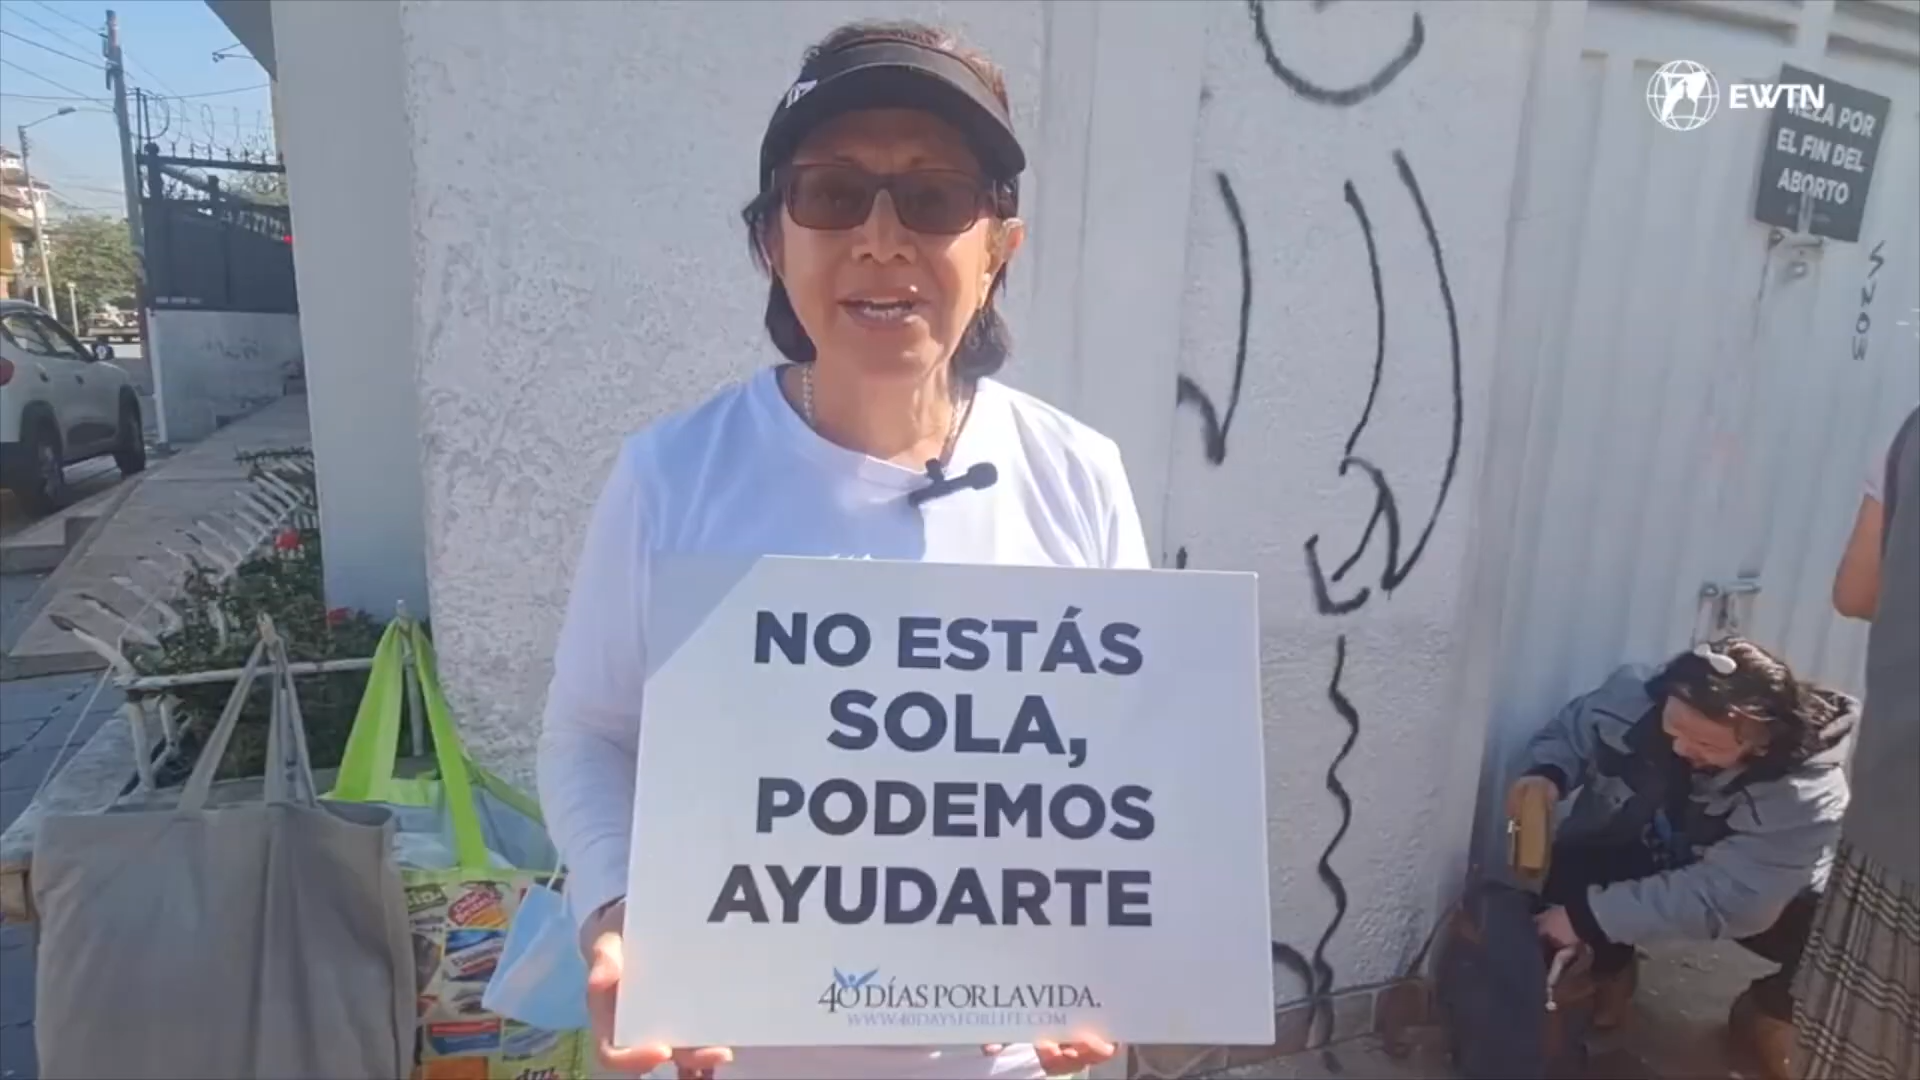 EWTN
REZA POR
EL FIN DEL
ABORTO
SNOW
NO ESTÁS
SOLA,
PODEMOS
AYUDARTE
40 DÍAS POR LA VIDA.
WWW.40DAYSFORLIFE.COM